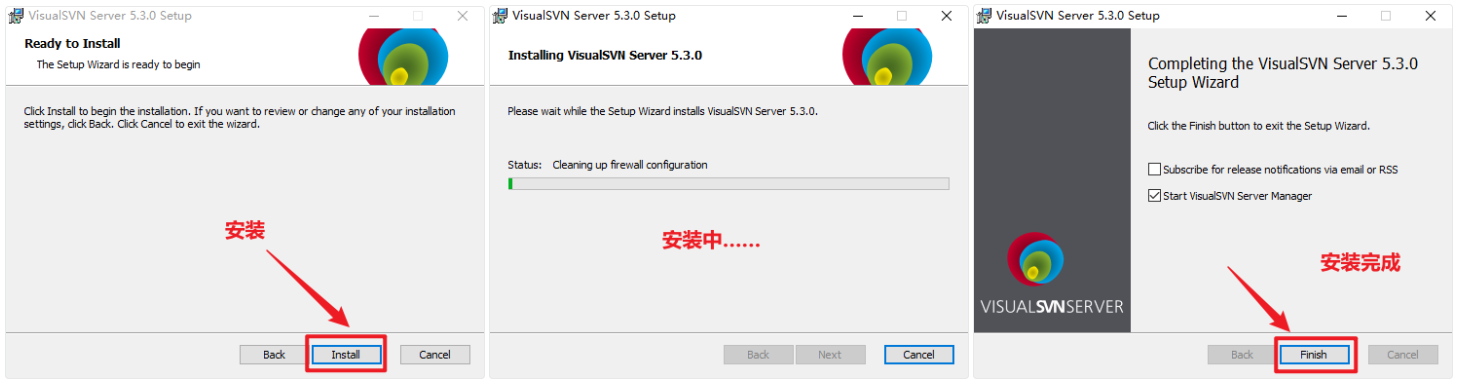 VisualSVN Server 5.3.0 Setup
Ready to Install
The Setup Wizard is ready to begin
Click Install to begin the installation. If you want to review or change any of your installation
settings, click Back. Click Cancel to exit the wizard.
安装
Back
Install
Cancel
VisualSVN Server 5.3.0 Setup
Installing VisualSVN Server 5.3.0
Please wait while the Setup Wizard installs VisualSVN Server 5.3.0.
Status: Cleaning up firewall configuration
安装中......
Back
Next
Cancel
VisualSVN Server 5.3.0 Setup
Completing the VisualSVN Server 5.3.0
Setup Wizard
Click the Finish button to exit the Setup Wizard.
Subscribe for release notifications via email or RSS
Start VisualSVN Server Manager
安装完成
VISUALSVNSERVER
Back
Finish
Cancel